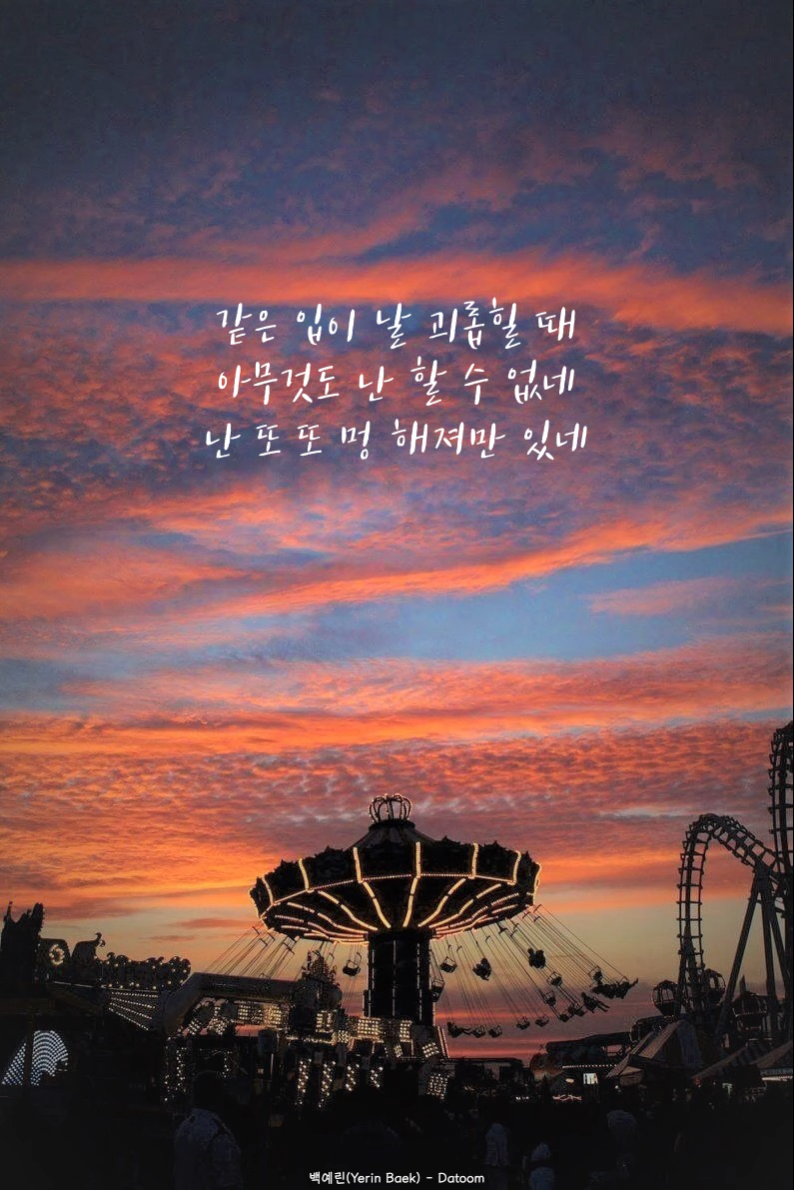 같은 입이 날 괴롭힐 때
아무것도 난 할 수 없네
난 또 또 멍 해져만 있네
백예린(Yerin Baek) - Datoom